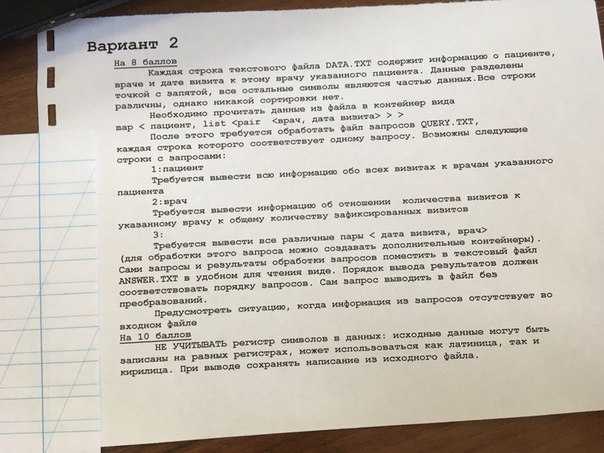 Вариант 2
На 8 баллов
Каждая строка текстового файла DATA.TXT содержит информацию о пациенте,
враче и дате визита к этому врачу указанного пациента. Данные разделены
точкой с запятой, все остальные символы являются частью данных.Все строки
различны, однако никакой сортировки нет.
Необходимо прочитать данные из файла в контейнер вида
map < пациент, list <pair <врач, дата визита> > >
После этого требуется обработать файл запросов QUERY.TXT,
каждая строка которого соответствует одному запросу. Возможны следующие
строки с запросами:
1:пациент
Требуется вывести всю информацию обо всех визитах к врачам указанного
пациента
2:врач
Требуется вывести информацию об отношении количества визитов к
указанному врачу к общему количеству зафиксированных визитов
3:
Требуется вывести все различные пары < дата визита, врач>
(для обработки этого запроса можно создавать дополнительные контейнеры).
Сами запросы и результаты обработки запросов поместить в текстовый файл
ANSWER.TXT в удобном для чтения виде. Порядок вывода результатов должен
соответствовать порядку запросов. Сам запрос выводить в файл без
преобразований.
Предусмотреть ситуацию, когда информация из запросов отсутствует во
входном файле
На 10 баллов
НЕ УЧИТЫВАТЬ регистр символов в данных: исходные данные могут быть
записаны на разных регистрах, может использоваться как латиница, так и
кирилица. При выводе сохранять написание из исходного файла.